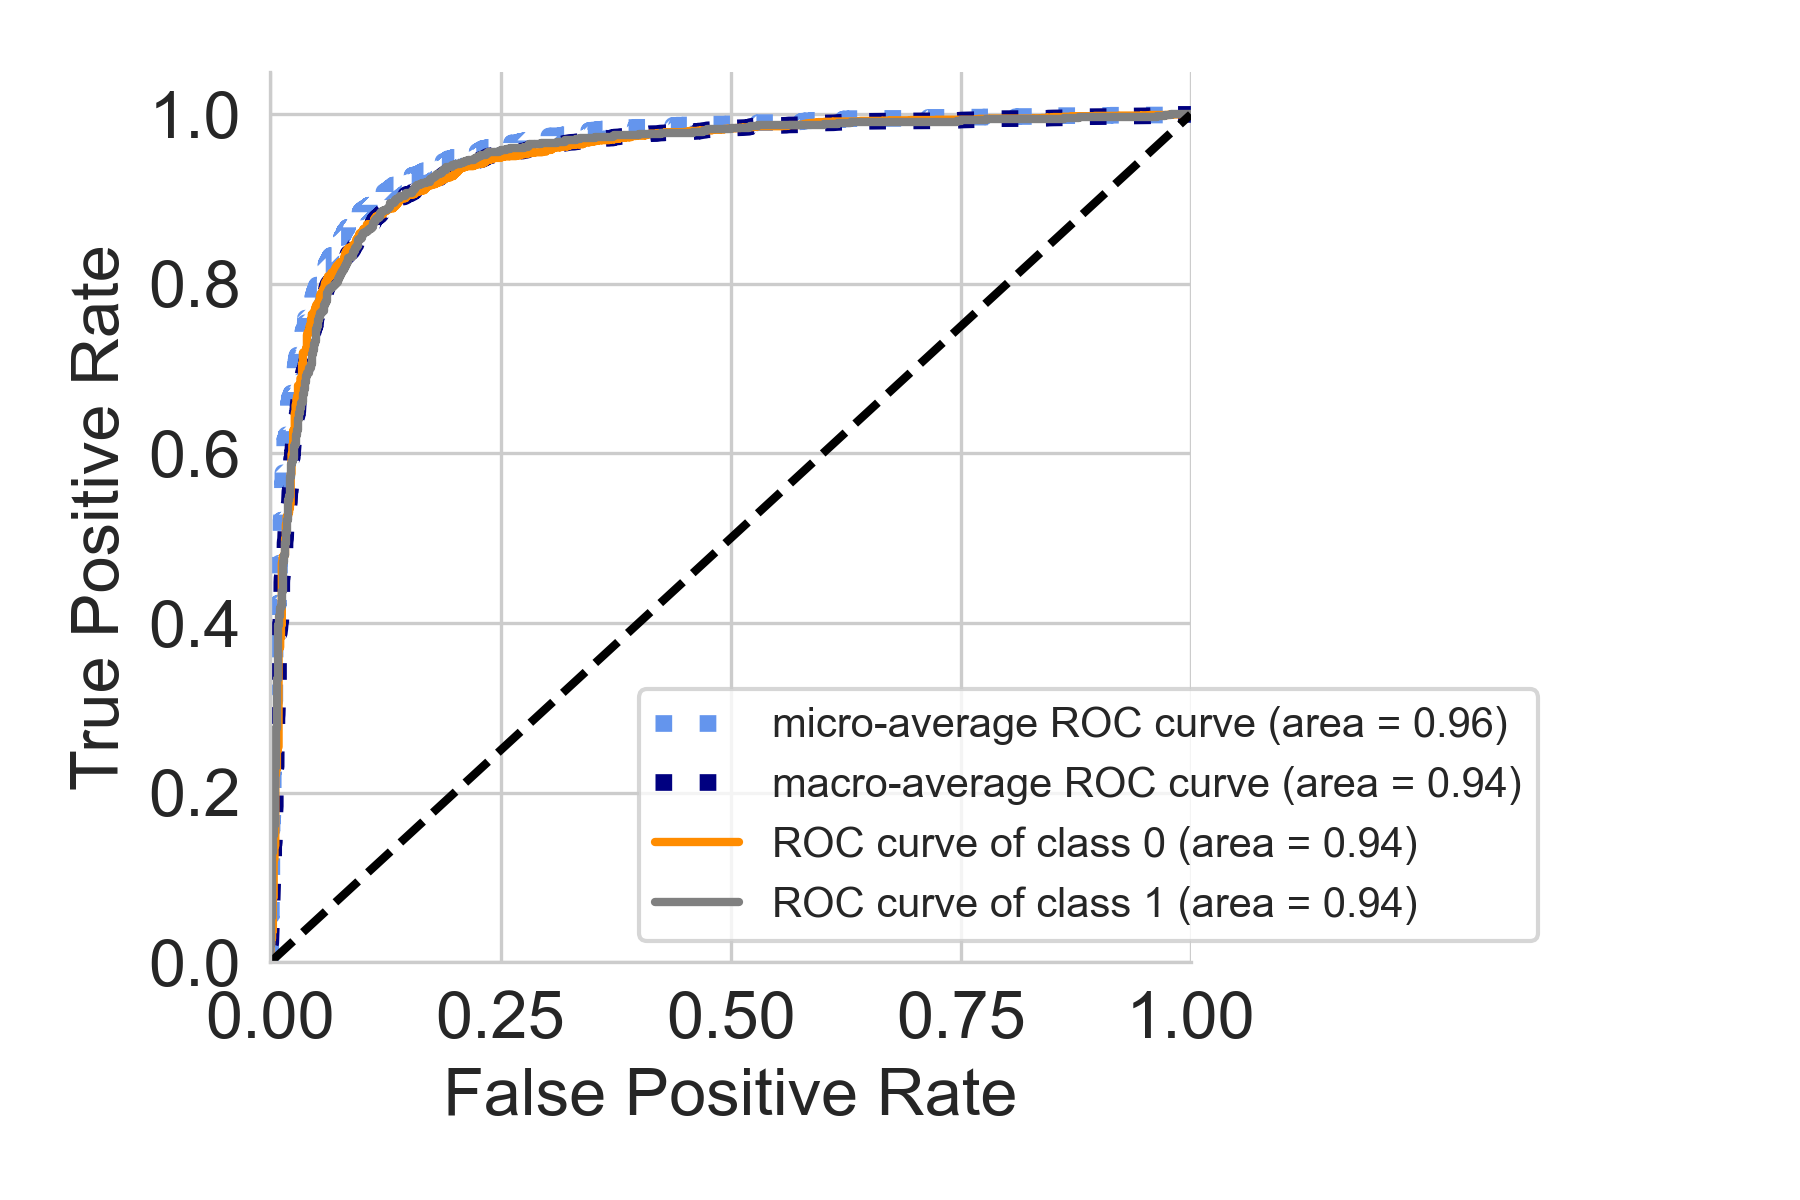 1.0
0.8
0.6
0.4
0.2
0.0
True Positive Rate
0.00 0.25 0.50 0.75 1.00
False Positive Rate
micro-average ROC curve (area = 0.96)
macro-average ROC curve (area = 0.94)
ROC curve of class 0 (area = 0.94)
ROC curve of class 1 (area = 0.94)